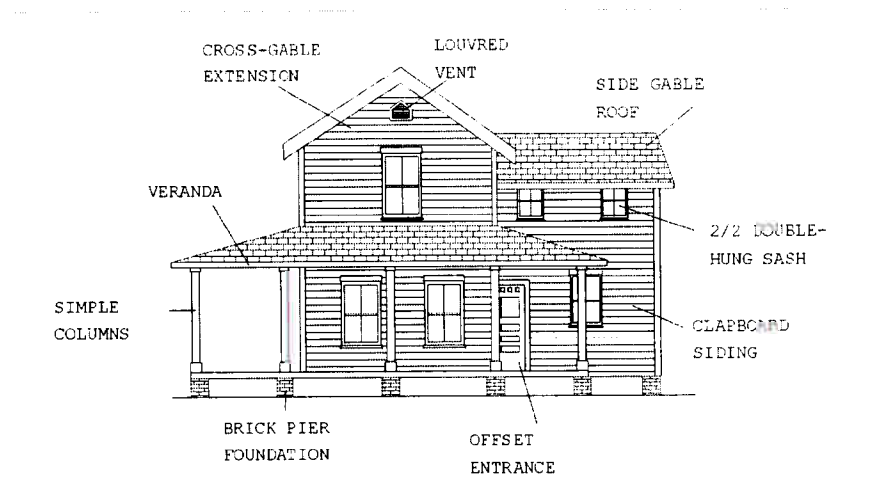 CROSS-GABLE
EXTENSION
LOUVRED
VENT
SIDE GABLE
ROOF
VERANDA
2/2 DOUBLE-
HUNG SASH
SIMPLE
COLUMNS
CLAPBOARD
SIDING
BRICK PIER
FOUNDATION
OFFSET
ENTRANCE